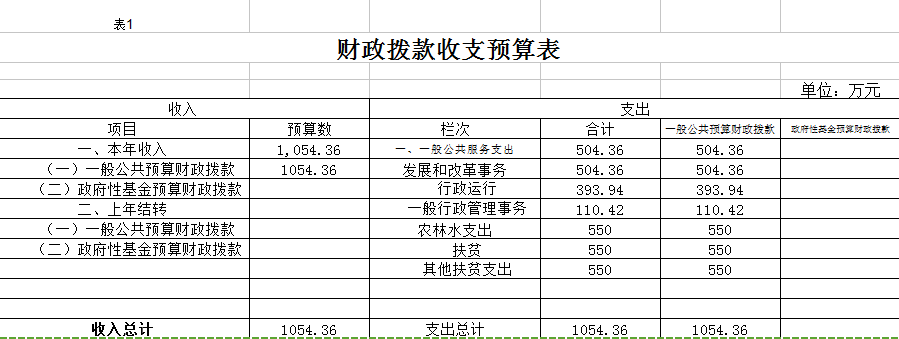 表1
财政拨款收支预算表
单位：万元
收入 支出
项目 预算数 栏次 合计 一般公共预算财政拨款 政府性基金预算财政拨款
一、本年收入 1,054.36 一、一般公共服务支出 504.36 504.36
（一）一般公共预算财政拨款 1054.36 发展和改革事务 504.36 504.36
（二）政府性基金预算财政拨款 行政运行 393.94 393.94
二、上年结转 一般行政管理事务 110.42 110.42
（一）一般公共预算财政拨款 农林水支出 550 550
（二）政府性基金预算财政拨款 扶贫 550 550
其他扶贫支出 550 550
收入总计 1054.36 支出总计 1054.36 1054.36